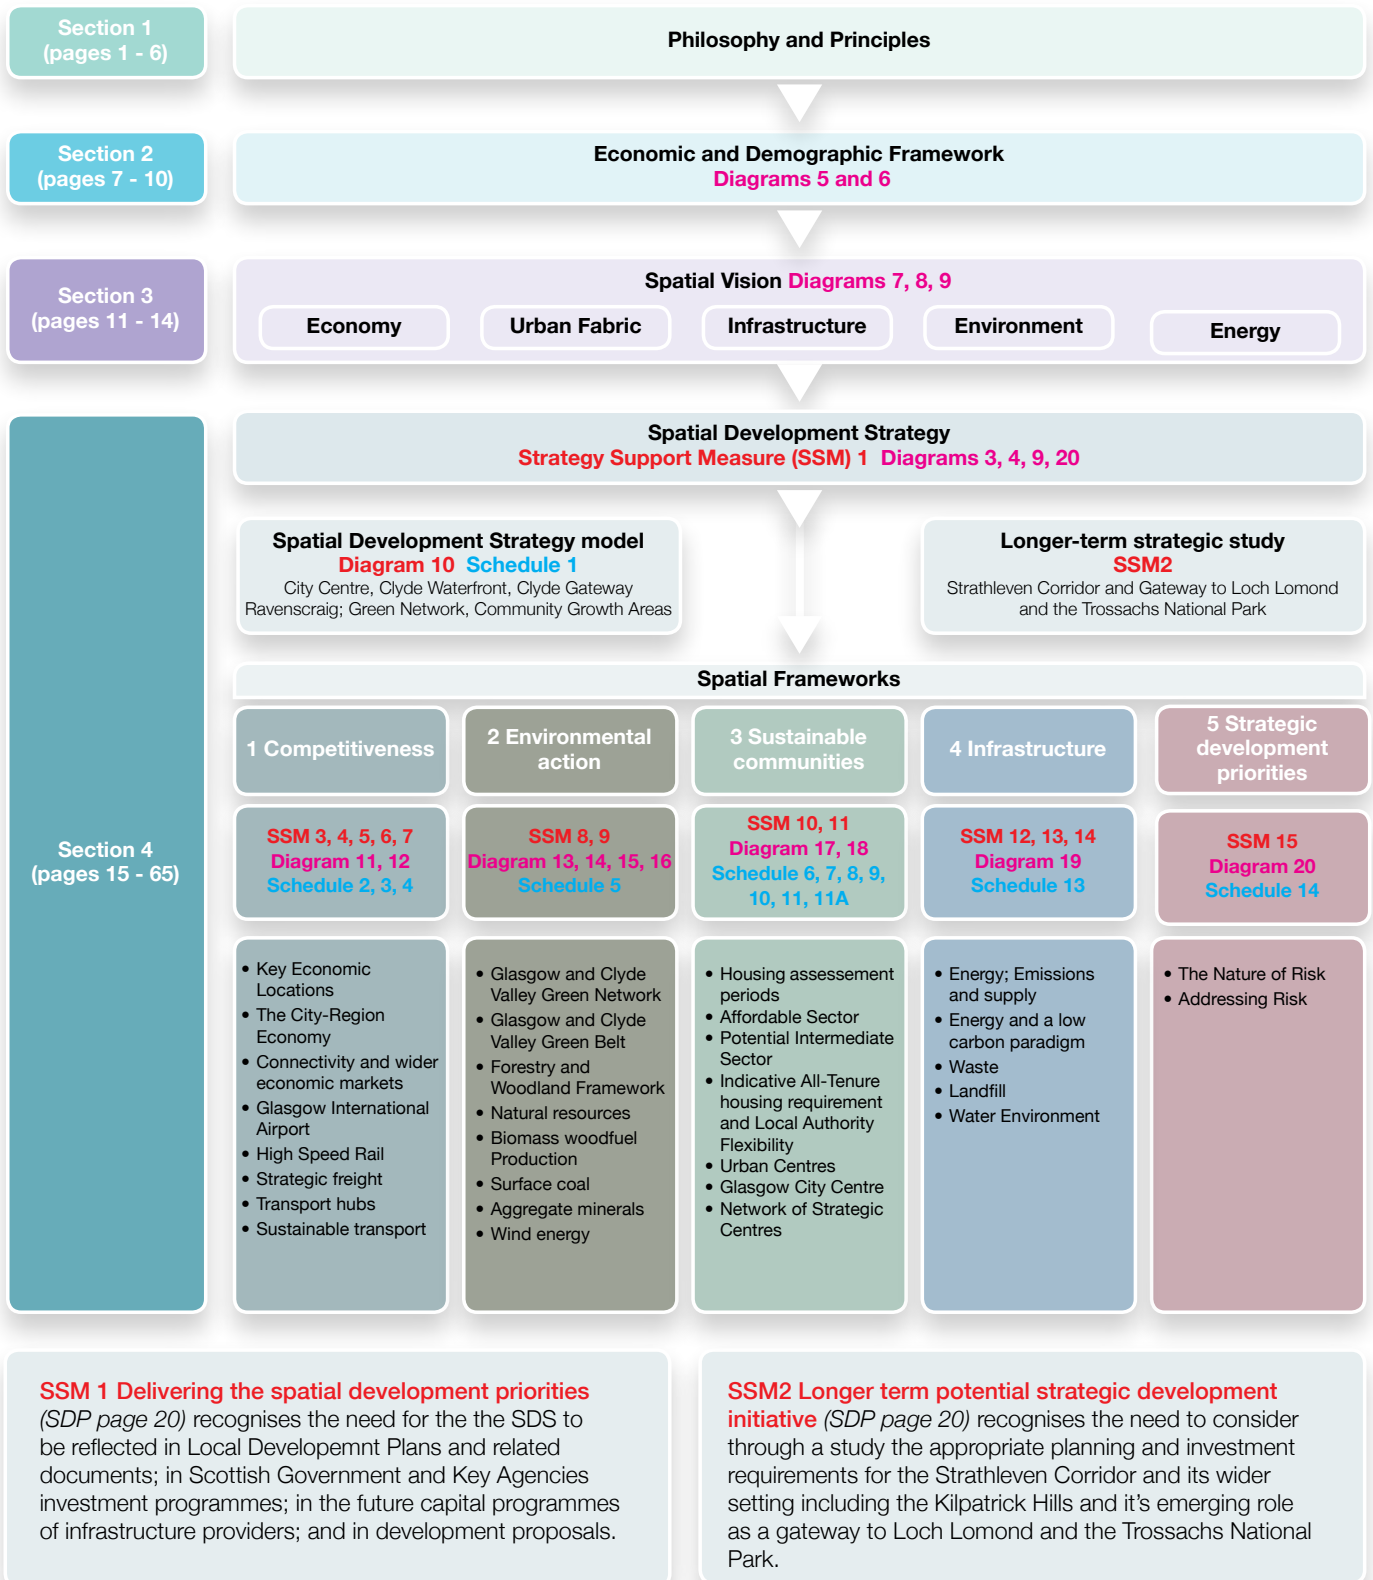 Section 1
(pages 1 - 6)
Philosophy and Principles
Section 2
(pages 7 - 10)
Economic and Demographic Framework
Diagrams 5 and 6
Section 3
(pages 11 - 14)
Spatial Vision Diagrams 7, 8, 9
Economy
Urban Fabric
Infrastructure
Environment
Energy
Section 4
(pages 15 - 65)
Spatial Development Strategy
Strategy Support Measure (SSM) 1 Diagrams 3, 4, 9, 20
Spatial Development Strategy model
Diagram 10 Schedule 1
City Centre, Clyde Waterfront, Clyde Gateway
Ravenscraig; Green Network, Community Growth Areas
Longer-term strategic study
SSM2
Strathleven Corridor and Gateway to Loch Lomond
and the Trossachs National Park
Spatial Frameworks
1 Competitiveness
SSM 3, 4, 5, 6, 7
Diagram 11, 12
Schedule 2, 3, 4
• Key Economic
Locations
• The City-Region
Economy
• Connectivity and wider
economic markets
• Glasgow International
Airport
• High Speed Rail
• Strategic freight
• Transport hubs
• Sustainable transport
2 Environmental
action
SSM 8, 9
Diagram 13, 14, 15, 16
Schedule 5
• Glasgow and Clyde
Valley Green Network
• Glasgow and Clyde
Valley Green Belt
• Forestry and
Woodland Framework
• Natural resources
• Biomass woodfuel
Production
• Surface coal
• Aggregate minerals
• Wind energy
3 Sustainable
communities
SSM 10, 11
Diagram 17, 18
Schedule 6, 7, 8, 9,
10, 11, 11A
• Housing assessement
periods
• Affordable Sector
• Potential Intermediate
Sector
• Indicative All-Tenure
housing requirement
and Local Authority
Flexibility
• Urban Centres
• Glasgow City Centre
• Network of Strategic
Centres
4 Infrastructure
SSM 12, 13, 14
Diagram 19
Schedule 13
• Energy; Emissions
and supply
• Energy and a low
carbon paradigm
• Waste
• Landfill
• Water Environment
5 Strategic
development
priorities
SSM 15
Diagram 20
Schedule 14
• The Nature of Risk
• Addressing Risk
SSM 1 Delivering the spatial development priorities
(SDP page 20) recognises the need for the the SDS to
be reflected in Local Developemnt Plans and related
documents; in Scottish Government and Key Agencies
investment programmes; in the future capital programmes
of infrastructure providers; and in development proposals.
SSM2 Longer term potential strategic development
initiative (SDP page 20) recognises the need to consider
through a study the appropriate planning and investment
requirements for the Strathleven Corridor and its wider
setting including the Kilpatrick Hills and it's emerging role
as a gateway to Loch Lomond and the Trossachs National
Park.